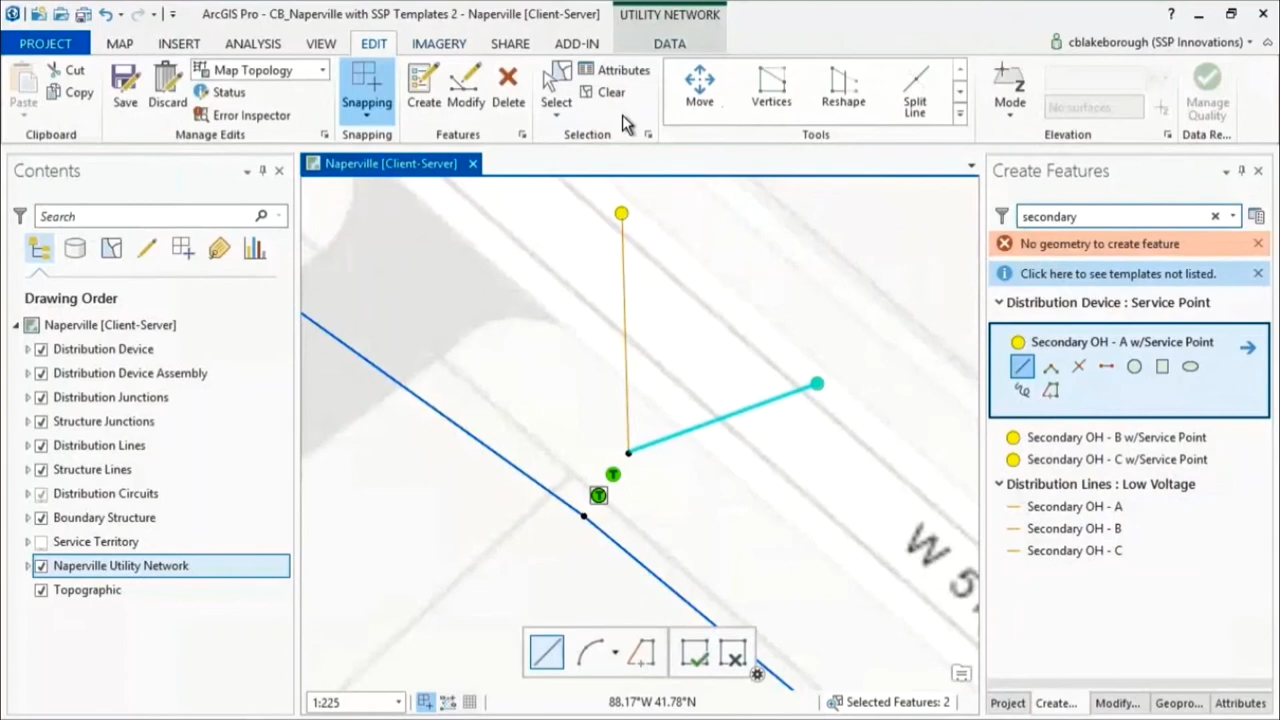 ArcGIS Pro - CB_Naperville with SSP Templates 2 - Naperville [Client-Server]
UTILITY NETWORK
?
PROJECT MAP INSERT ANALYSIS VIEW EDIT IMAGERY SHARE ADD-IN DATA
cblakeborough (SSP Innovations)
Paste
Cut
Copy
Clipboard
Save
Discard
Map Topology
Status
Error Inspector
Manage Edits
Snapping
Snapping
Create
Modify
Delete
Features
Select
Attributes
Clear
Selection
Move
Vertices
Reshape
Split
Line
Tools
Z
Mode
No surfaces
Elevation
Manage
Quality
Data Re...
Contents
Search
Drawing Order
Naperville [Client-Server]
Distribution Device
Distribution Device Assembly
Distribution Junctions
Structure Junctions
Distribution Lines
Structure Lines
Distribution Circuits
Boundary Structure
Service Territory
Naperville Utility Network
Topographic
Naperville [Client-Server]
T
T
W 5
1:225
88.17°W 41.78°N
Selected Features: 2
Create Features
secondary
No geometry to create feature
Click here to see templates not listed.
Distribution Device : Service Point
Secondary OH - A w/Service Point
Secondary OH - B w/Service Point
Secondary OH - C w/Service Point
Distribution Lines : Low Voltage
Secondary OH - A
Secondary OH - B
Secondary OH - C
Project Create... Modify... Geopro... Attributes